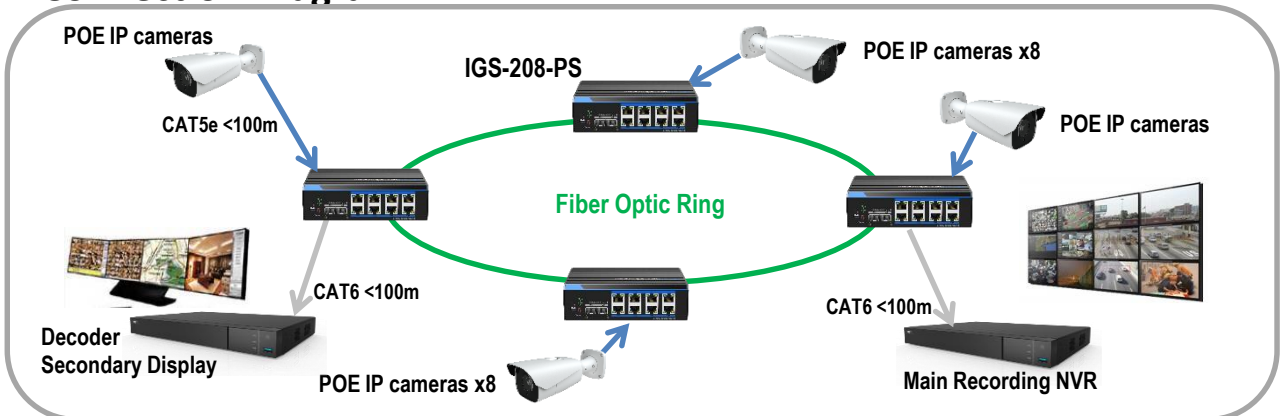 POE IP cameras
IGS-208-PS
POE IP cameras x8
CAT5e <100m
POE IP cameras
Fiber Optic Ring
CAT6 <100m
CAT6 <100m
Decoder
Secondary Display
POE IP cameras x8
Main Recording NVR